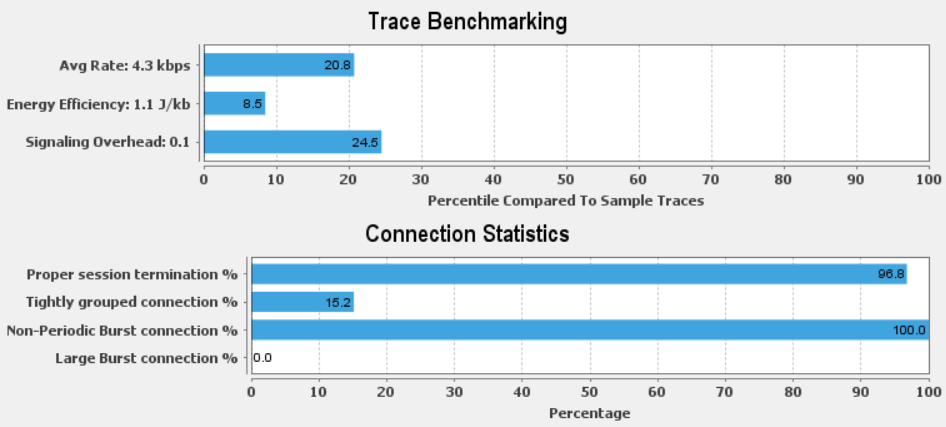 Trace Benchmarking
Avg Rate: 4.3 kbps 20.8
Energy Efficiency: 1.1 J/kb 8.5
Signaling Overhead: 0.1 24.5
0 10 20 30 40 50 60 70 80 90 100
Percentile Compared To Sample Traces
Connection Statistics
Proper session termination % 96.8
Tightly grouped connection % 15.2
Non-Periodic Burst connection % 100.0
Large Burst connection % 0.0
0 10 20 30 40 50 60 70 80 90 100
Percentage